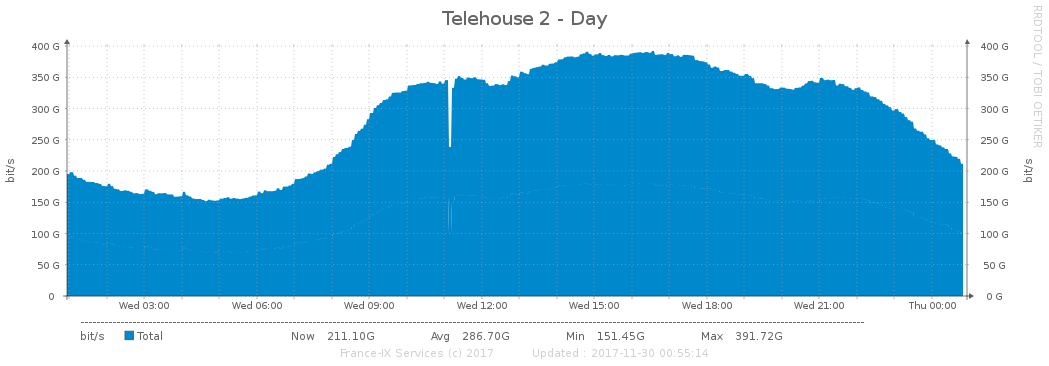 Telehouse 2 - Day
RRDTOOL / TOBI OETIKER
400 G 400 G
350 G 350 G
300 G 300 G
250 G 250 G
200 G 200 G
150 G 150 G
100 G 100 G
50 G 50 G
0 0 G
bit/s
bit/s
Wed 03:00 Wed 06:00 Wed 09:00 Wed 12:00 Wed 15:00 Wed 18:00 Wed 21:00 Thu 00:00
bit/s Total Now 211.10G Avg 286.70G Min 151.45G Max 391.72G
France-IX Services (c) 2017 Updated : 2017-11-30 00:55:14